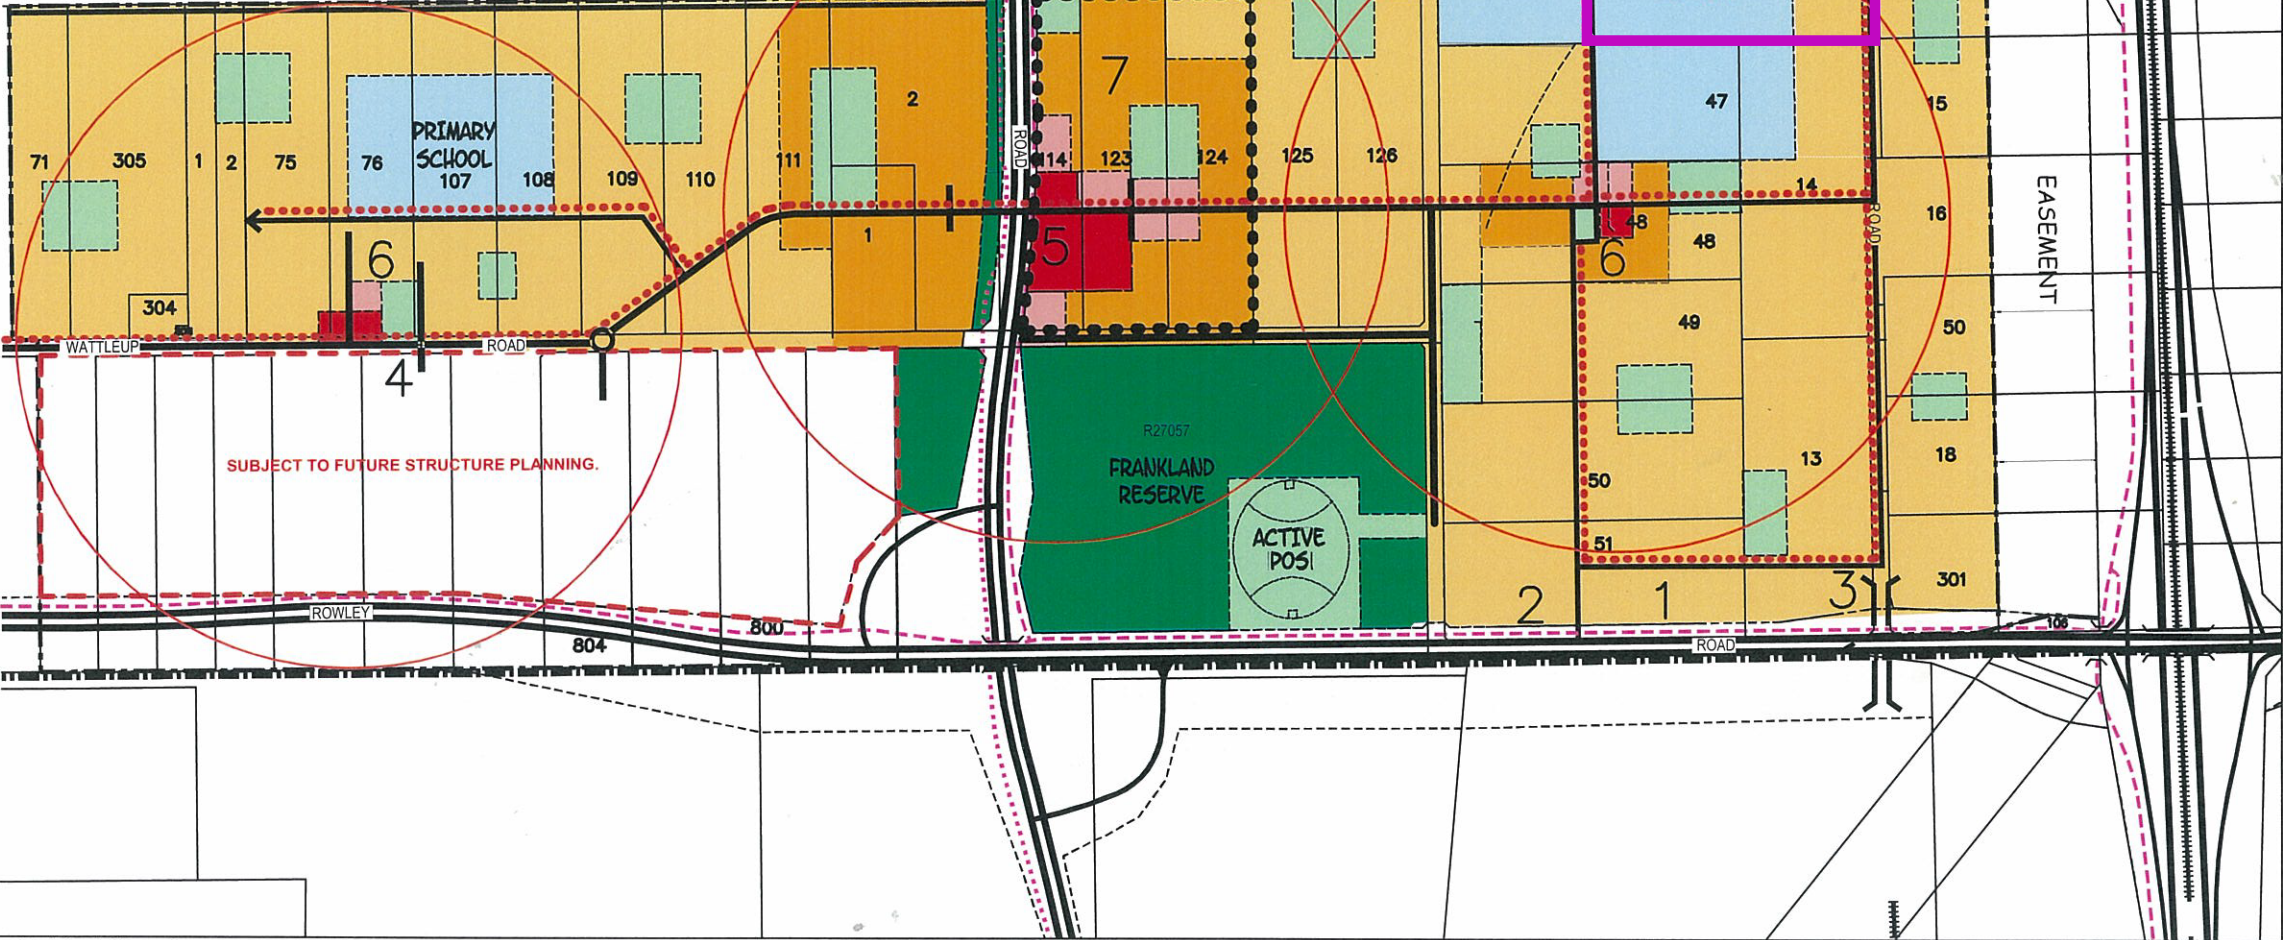 7
2
47
15
PRIMARY
SCHOOL
ROAD
71
305
1
2
75
76
107
108
109
110
111
114
123
124
125
126
14
16
ROAD
EASEMENT
1
5
48
48
6
6
304
49
50
WATTLEUP
ROAD
4
R27057
FRANKLAND
RESERVE
SUBJECT TO FUTURE STRUCTURE PLANNING.
13
18
50
ACTIVE
POS
51
2
1
3
301
ROWLEY
800
804
106
ROAD